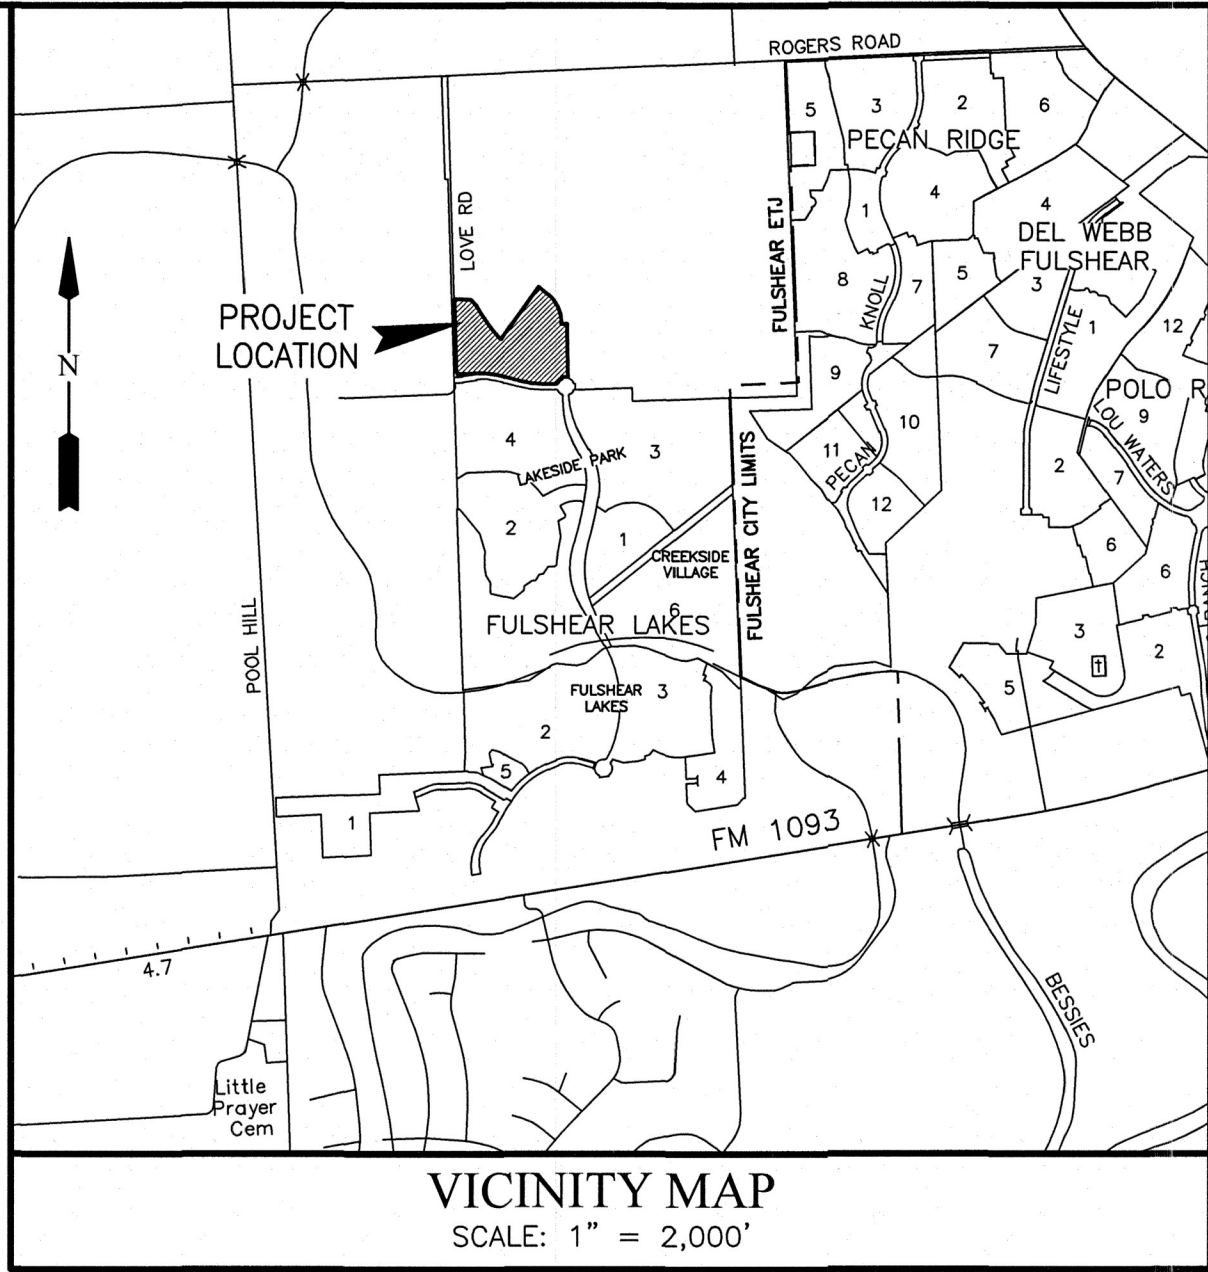 ROGERS ROAD
5
3
2
6
PECAN RIDGE
LOVE RD
FULSHEAR ETJ
1
4
4
DEL WEBB
FULSHEAR
8
KNOLL
7
5
3
LIFESTYLE
1
12
PROJECT
LOCATION
N
7
9
POLO R
9
LOU WATERS
10
11
PECAN
12
2
7
6
6
4
LAKESIDE PARK
3
FULSHEAR CITY LIMITS
2
1
CREEKSIDE
VILLAGE
6
FULSHEAR LAKES
POOL HILL
3
2
5
FULSHEAR
LAKES
3
2
5
4
1
FM 1093
4.7
BESSIES
Little
Prayer
Cem
VICINITY MAP
SCALE: 1" = 2,000'